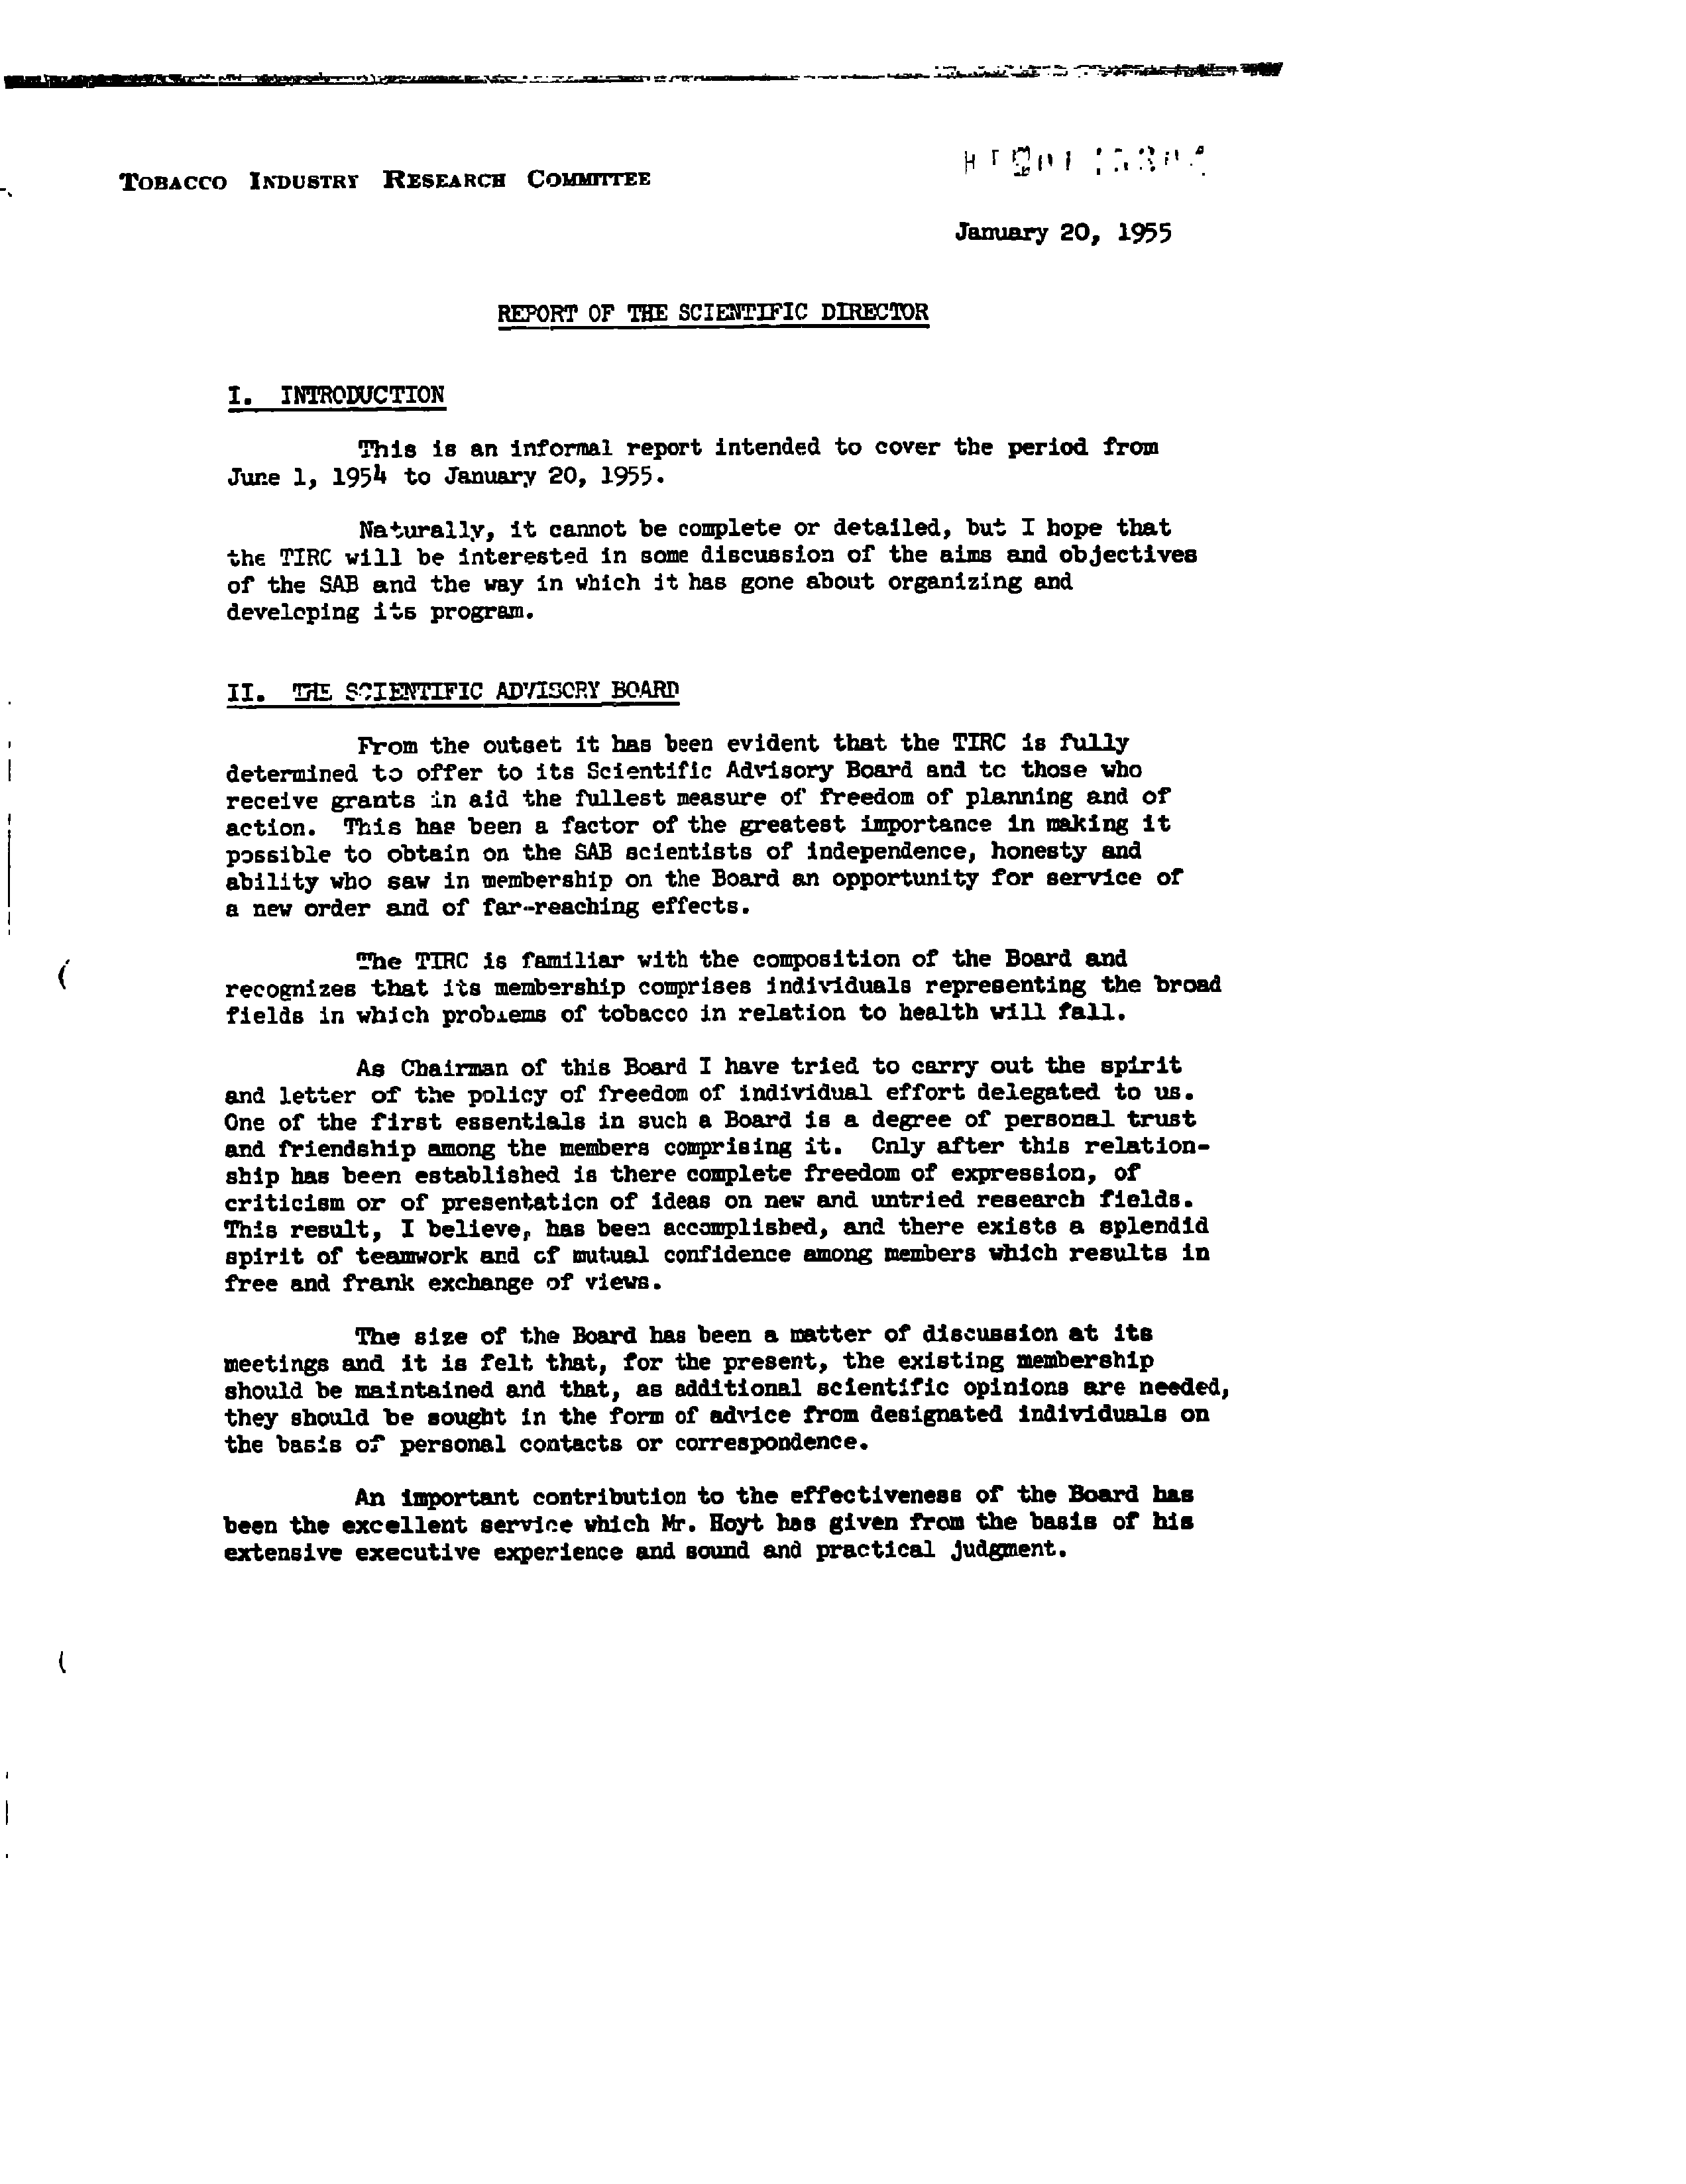 TOBACCO INDUSTRY RESEARCH COMMITTEE
January 20, 1955
REPORT OF THE SCIENTIFIC DIRECTOR
I. INTRODUCTION
This is an informal report intended to cover the period from
June 1, 1954 to January 20, 1955.
Naturally, it cannot be complete or detailed, but I hope that
the TIRC will be interested in some discussion of the aims and objectives
of the SAB and the way in which it has gone about organizing and
developing its program.
II. THE SCIENTIFIC ADVISORY BOARD
From the outset it has been evident that the TIRC is fully
determined to offer to its Scientific Advisory Board and to those who
receive grants in aid the fullest measure of freedom of planning and of
action. This has been a factor of the greatest importance in making it
possible to obtain on the SAB scientists of independence, honesty and
ability who saw in membership on the Board an opportunity for service of
a new order and of far-reaching effects.
The TIRC is familiar with the composition of the Board and
recognizes that its membership comprises individuals representing the broad
fields in which problems of tobacco in relation to health will fall.
As Chairman of this Board I have tried to carry out the spirit
and letter of the policy of freedom of individual effort delegated to us.
One of the first essentials in such a Board is a degree of personal trust
and friendship among the members comprising it. Only after this relation-
ship has been established is there complete freedom of expression, of
criticism or of presentation of ideas on new and untried research fields.
This result, I believe, has been accomplished, and there exists a splendid
spirit of teamwork and of mutual confidence among members which results in
free and frank exchange of views.
The size of the Board has been a matter of discussion at its
meetings and it is felt that, for the present, the existing membership
should be maintained and that, as additional scientific opinions are needed,
they should be sought in the form of advice from designated individuals on
the basis of personal contacts or correspondence.
An important contribution to the effectiveness of the Board has
been the excellent service which Mr. Hoyt has given from the basis of his
extensive executive experience and sound and practical judgment.